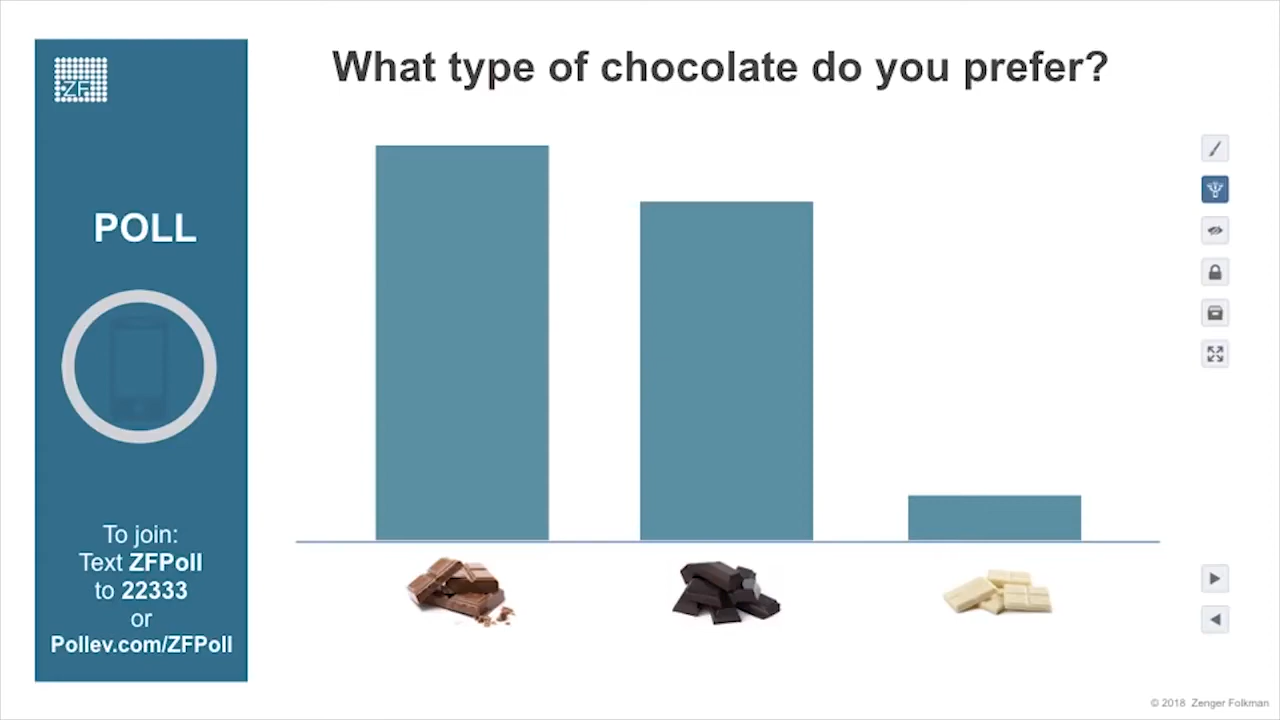 What type of chocolate do you prefer?
ZF
POLL
To join:
Text ZFPoll
to 22333
or
Pollev.com/ZFPoll
© 2018 Zenger Folkman